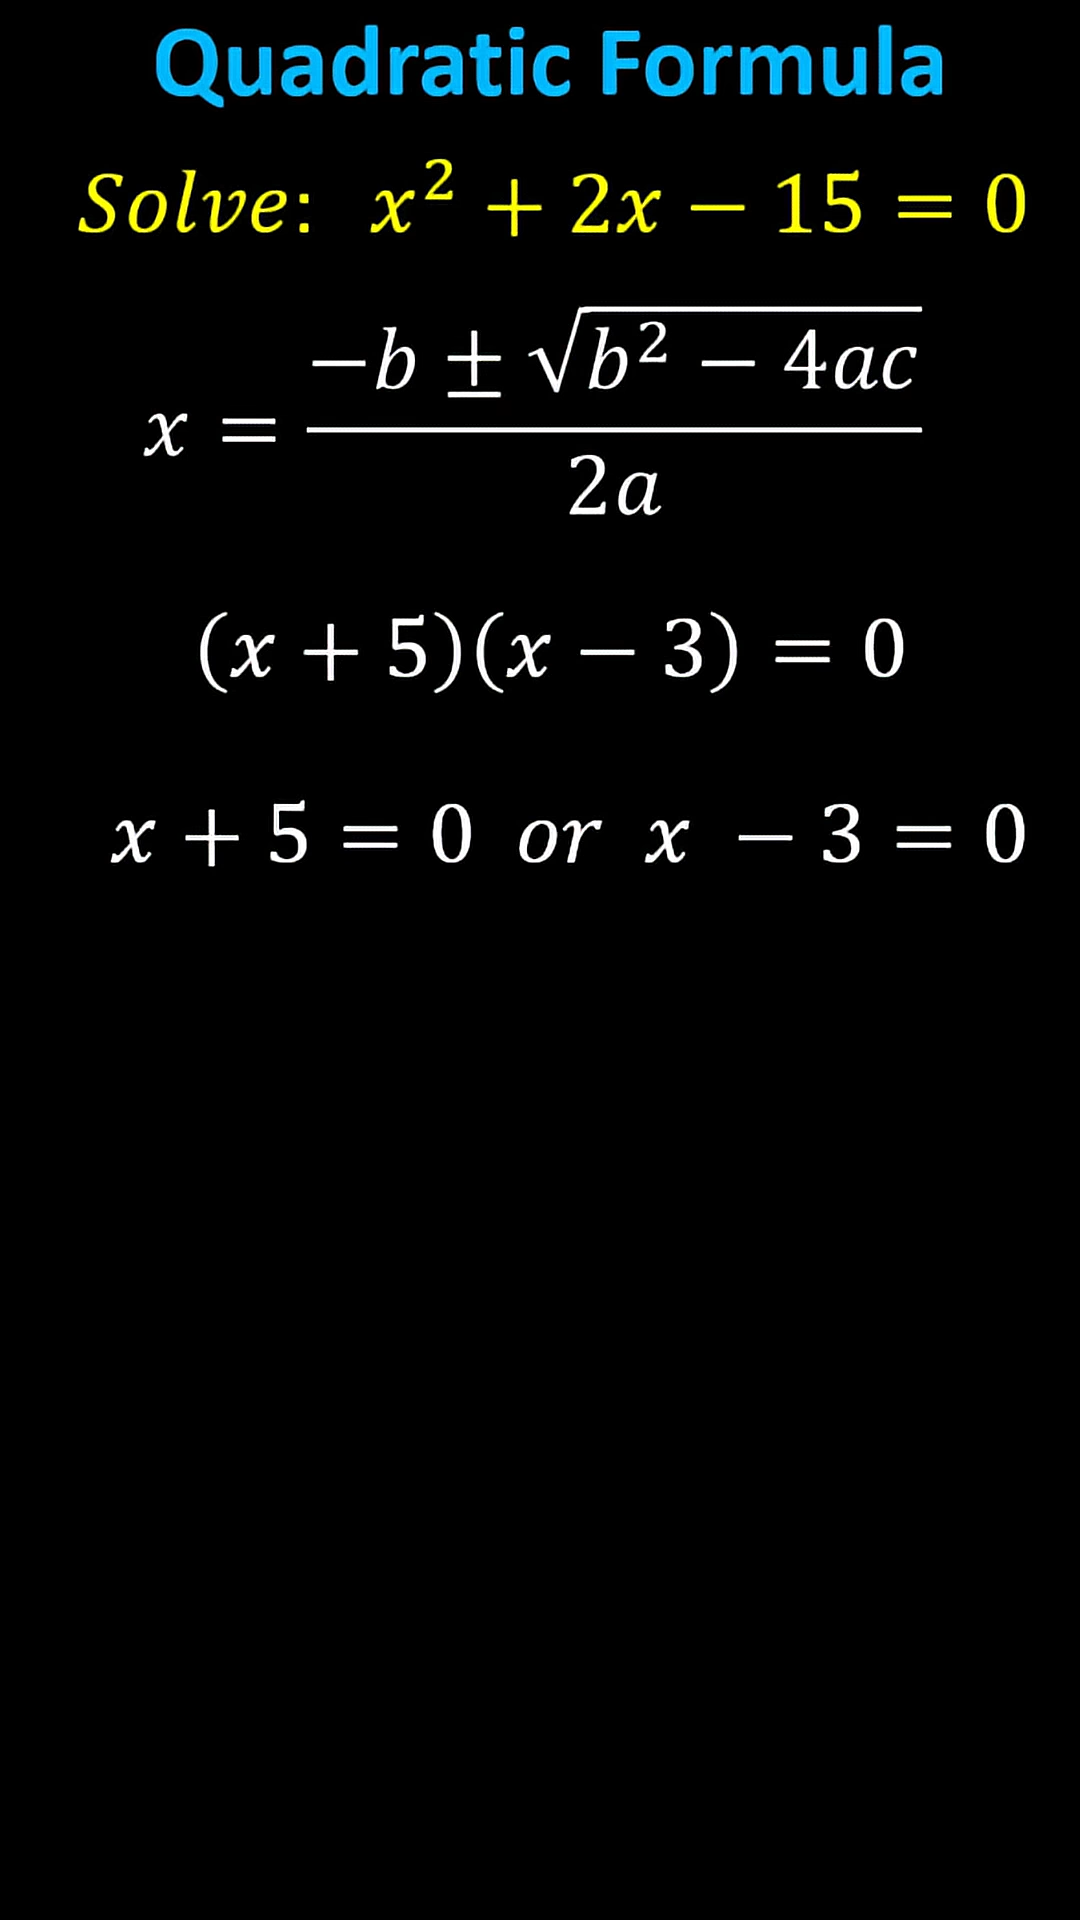 Quadratic Formula
Solve: x² + 2x − 15 = 0
x = (−b ± √(b² − 4ac)) / 2a
(x + 5)(x − 3) = 0
x + 5 = 0 or x − 3 = 0